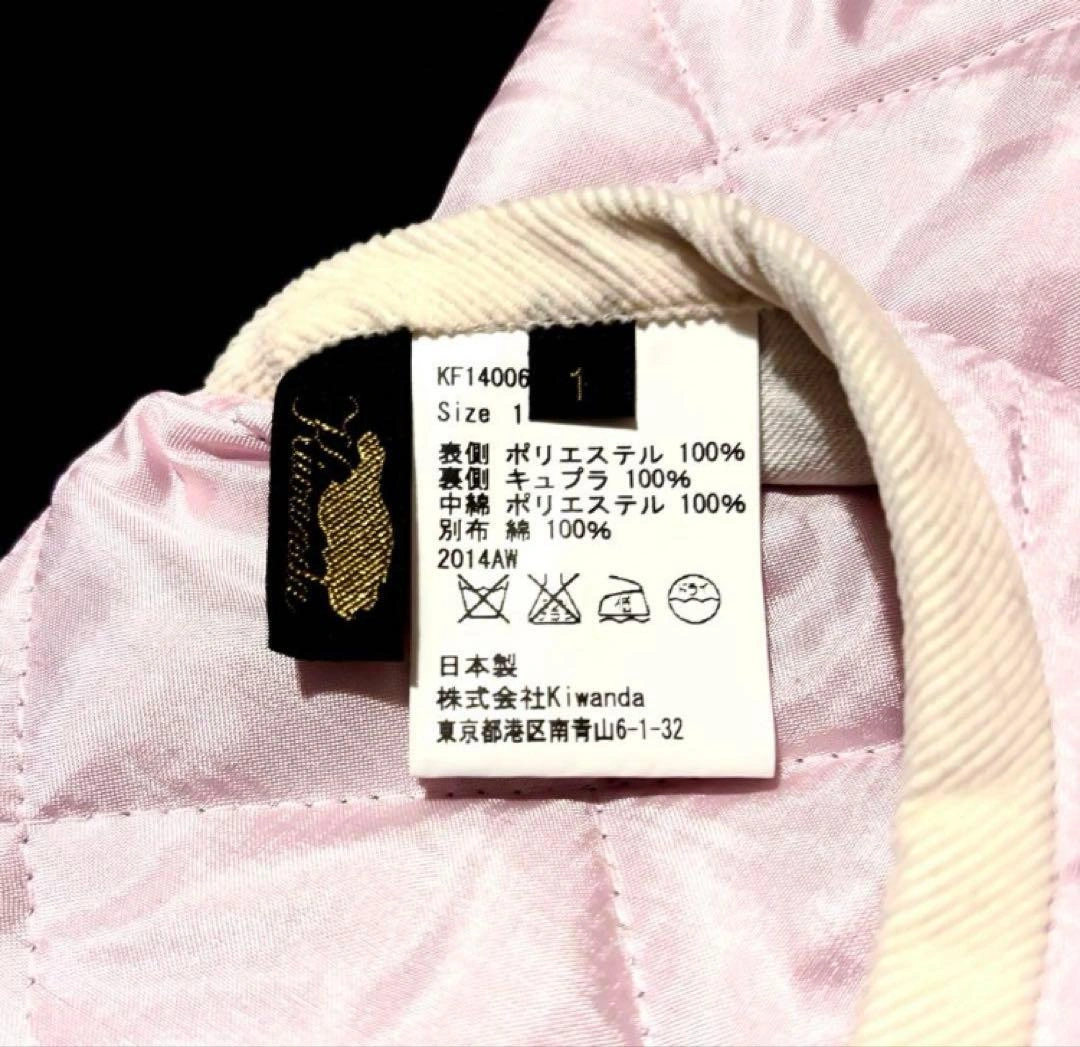 Kiwanda
1
KF14006
Size 1
表側 ポリエステル 100%
裏側 キュプラ 100%
中綿 ポリエステル 100%
別布 綿 100%
2014AW
日本製
株式会社Kiwanda
東京都港区南青山6-1-32